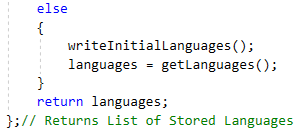 else
{
writeInitialLanguages();
languages = getLanguages();
}
return languages;
};// Returns List of Stored Languages